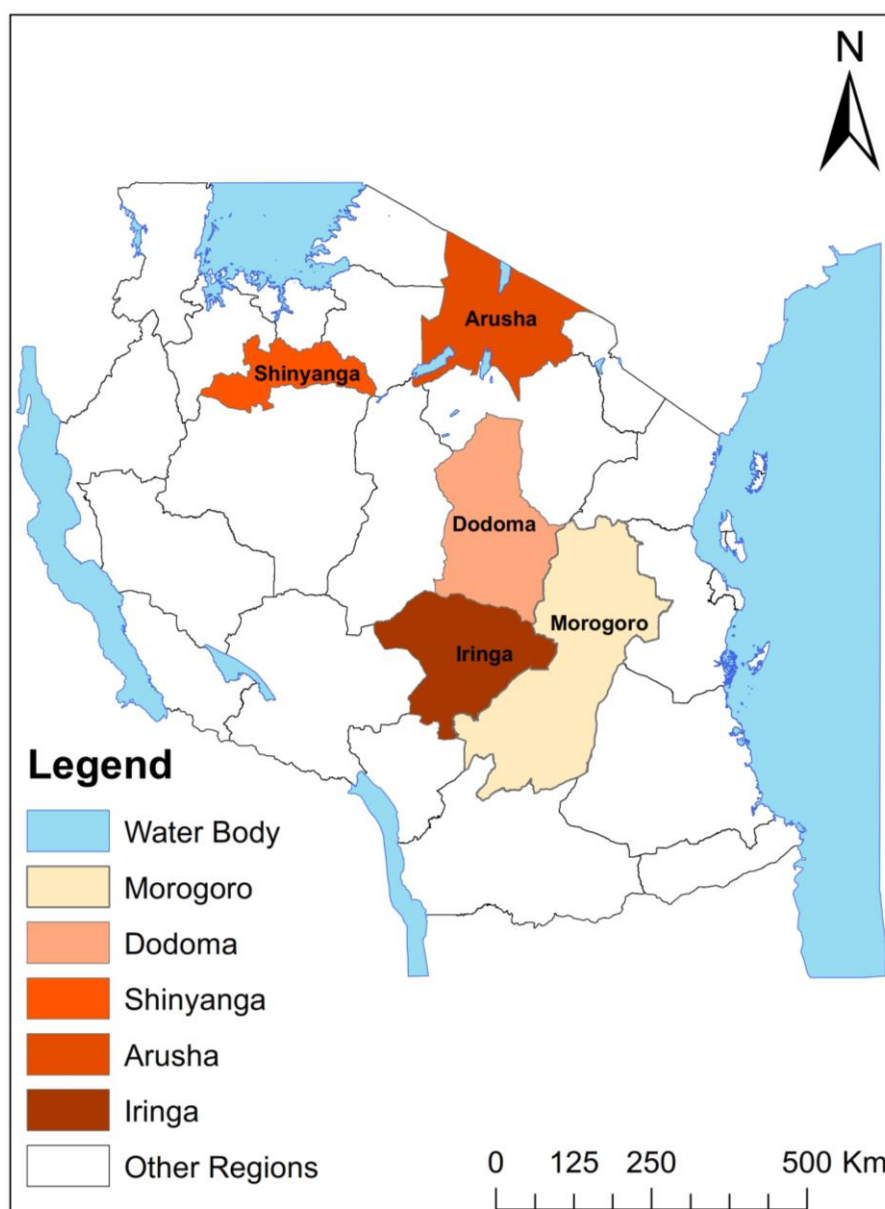 N
Arusha
Shinyanga
Dodoma
Morogoro
Iringa
Legend
Water Body
Morogoro
Dodoma
Shinyanga
Arusha
Iringa
Other Regions
0 125 250 500 Km